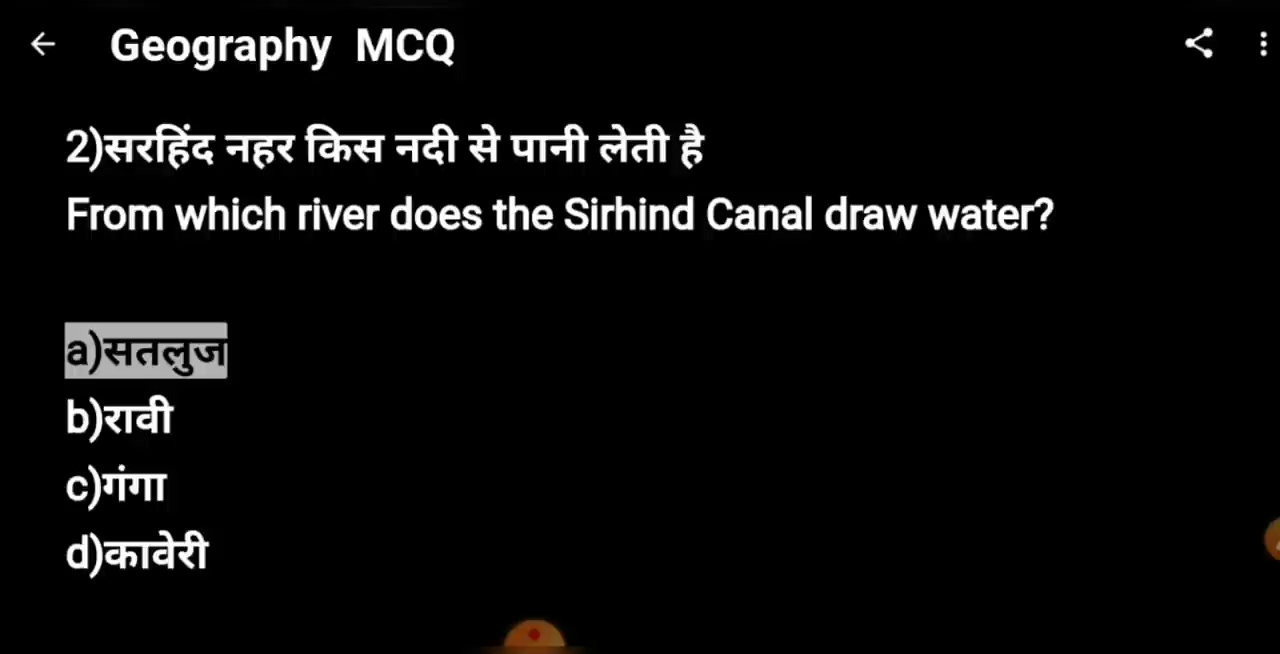 Geography MCQ
2)सरहिंद नहर किस नदी से पानी लेती है
From which river does the Sirhind Canal draw water?
a)सतलुज
b)रावी
c)गंगा
d)कावेरी